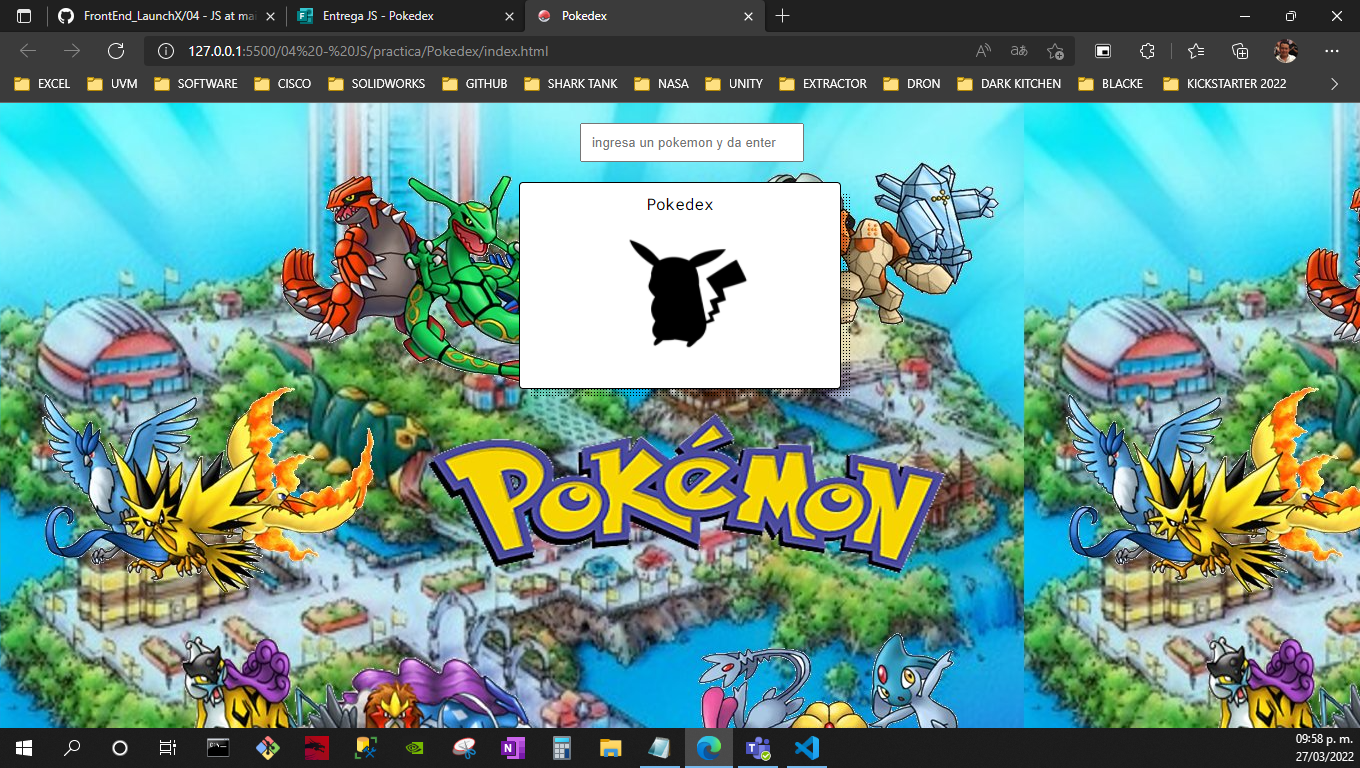 FrontEnd_LaunchX/04 - JS at mai
Entrega JS - Pokedex
Pokedex
127.0.0.1:5500/04%20-%20JS/practica/Pokedex/index.html
EXCEL
UVM
SOFTWARE
CISCO
SOLIDWORKS
GITHUB
SHARK TANK
NASA
UNITY
EXTRACTOR
DRON
DARK KITCHEN
BLACKE
KICKSTARTER 2022
ingresa un pokemon y da enter
Pokedex
POKéMON
09:58 p. m.
27/03/2022